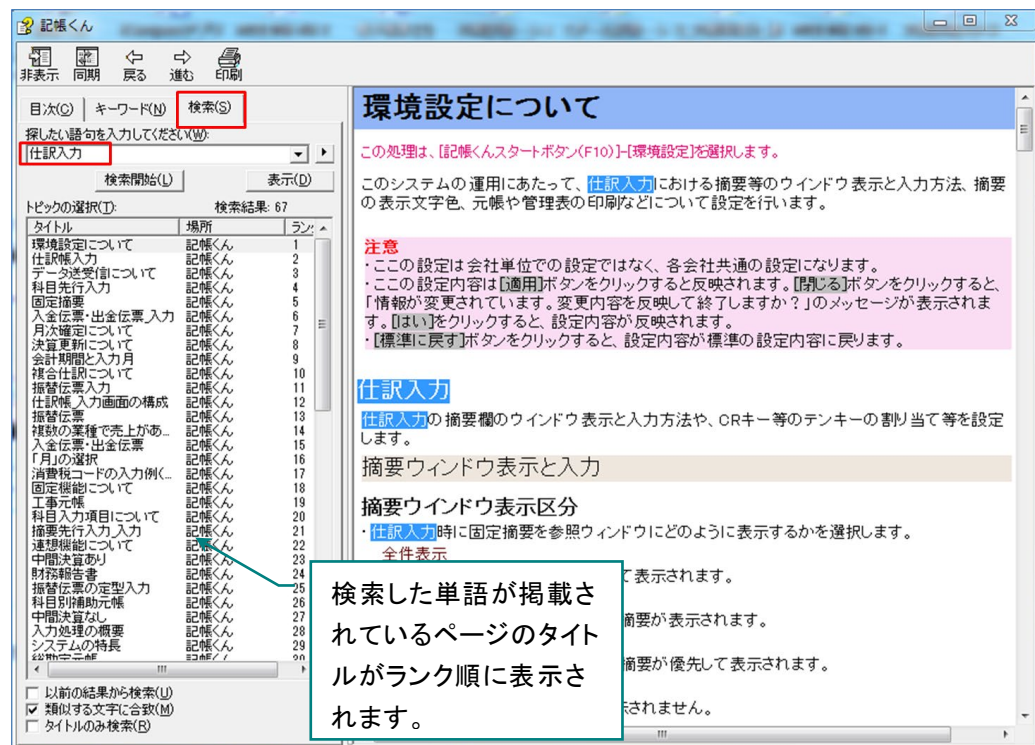 記帳くん
非表示 同期 戻る 進む 印刷
目次(C) キーワード(N) 検索(S)
探したい語句を入力してください(W):
仕訳入力
検索開始(L) 表示(D)
トピックの選択(T): 検索結果: 67
タイトル 場所
環境設定について 記帳くん 1
仕訳帳入力 記帳くん 2
データ送受信について 記帳くん 3
科目先行入力 記帳くん 4
固定摘要 記帳くん 5
入金伝票・出金伝票_入力 記帳くん 6
月次確定について 記帳くん 7
決算更新について 記帳くん 8
会計期間と入力月 記帳くん 9
複合仕訳について 記帳くん 10
振替伝票入力 記帳くん 11
仕訳帳_入力画面の構成 記帳くん 12
振替伝票 記帳くん 13
複数の業種で売上があ... 記帳くん 14
入金伝票・出金伝票 記帳くん 15
「月」の選択 記帳くん 16
消費税コードの入力例(... 記帳くん 17
固定機能について 記帳くん 18
工事元帳 記帳くん 19
科目入力項目について 記帳くん 20
摘要先行入力_入力 記帳くん 21
連想機能について 記帳くん 22
中間決算あり 記帳くん 23
財務報告書 記帳くん 24
振替伝票の定型入力 記帳くん 25
科目別補助元帳 記帳くん 26
中間決算なし 記帳くん 27
入力処理の概要 記帳くん 28
システムの特長 記帳くん 29
以前の結果から検索(U)
類似する文字に合致(M)
タイトルのみ検索(R)
環境設定について
この処理は、[記帳くんスタートボタン(F10)]-[環境設定]を選択します。
このシステムの運用にあたって、仕訳入力における摘要等のウインドウ表示と入力方法、摘要
の表示文字色、元帳や管理表の印刷などについて設定を行います。
注意
・ここの設定は会社単位での設定ではなく、各会社共通の設定になります。
・ここの設定内容は[適用]ボタンをクリックすると反映されます。[閉じる]ボタンをクリックすると、
「情報が変更されています。変更内容を反映して終了しますか？」のメッセージが表示されま
す。[はい]をクリックすると、設定内容が反映されます。
・[標準に戻す]ボタンをクリックすると、設定内容が標準の設定内容に戻ります。
仕訳入力
仕訳入力の摘要欄のウインドウ表示と入力方法や、CRキー等のテンキーの割り当て等を設定
します。
摘要ウィンドウ表示と入力
摘要ウインドウ表示区分
・仕訳入力時に固定摘要を参照ウィンドウにどのように表示するかを選択します。
全件表示
て表示されます。
摘要が表示されます。
摘要が優先して表示されます。
されません。
検索した単語が掲載さ
れているページのタイト
ルがランク順に表示さ
れます。